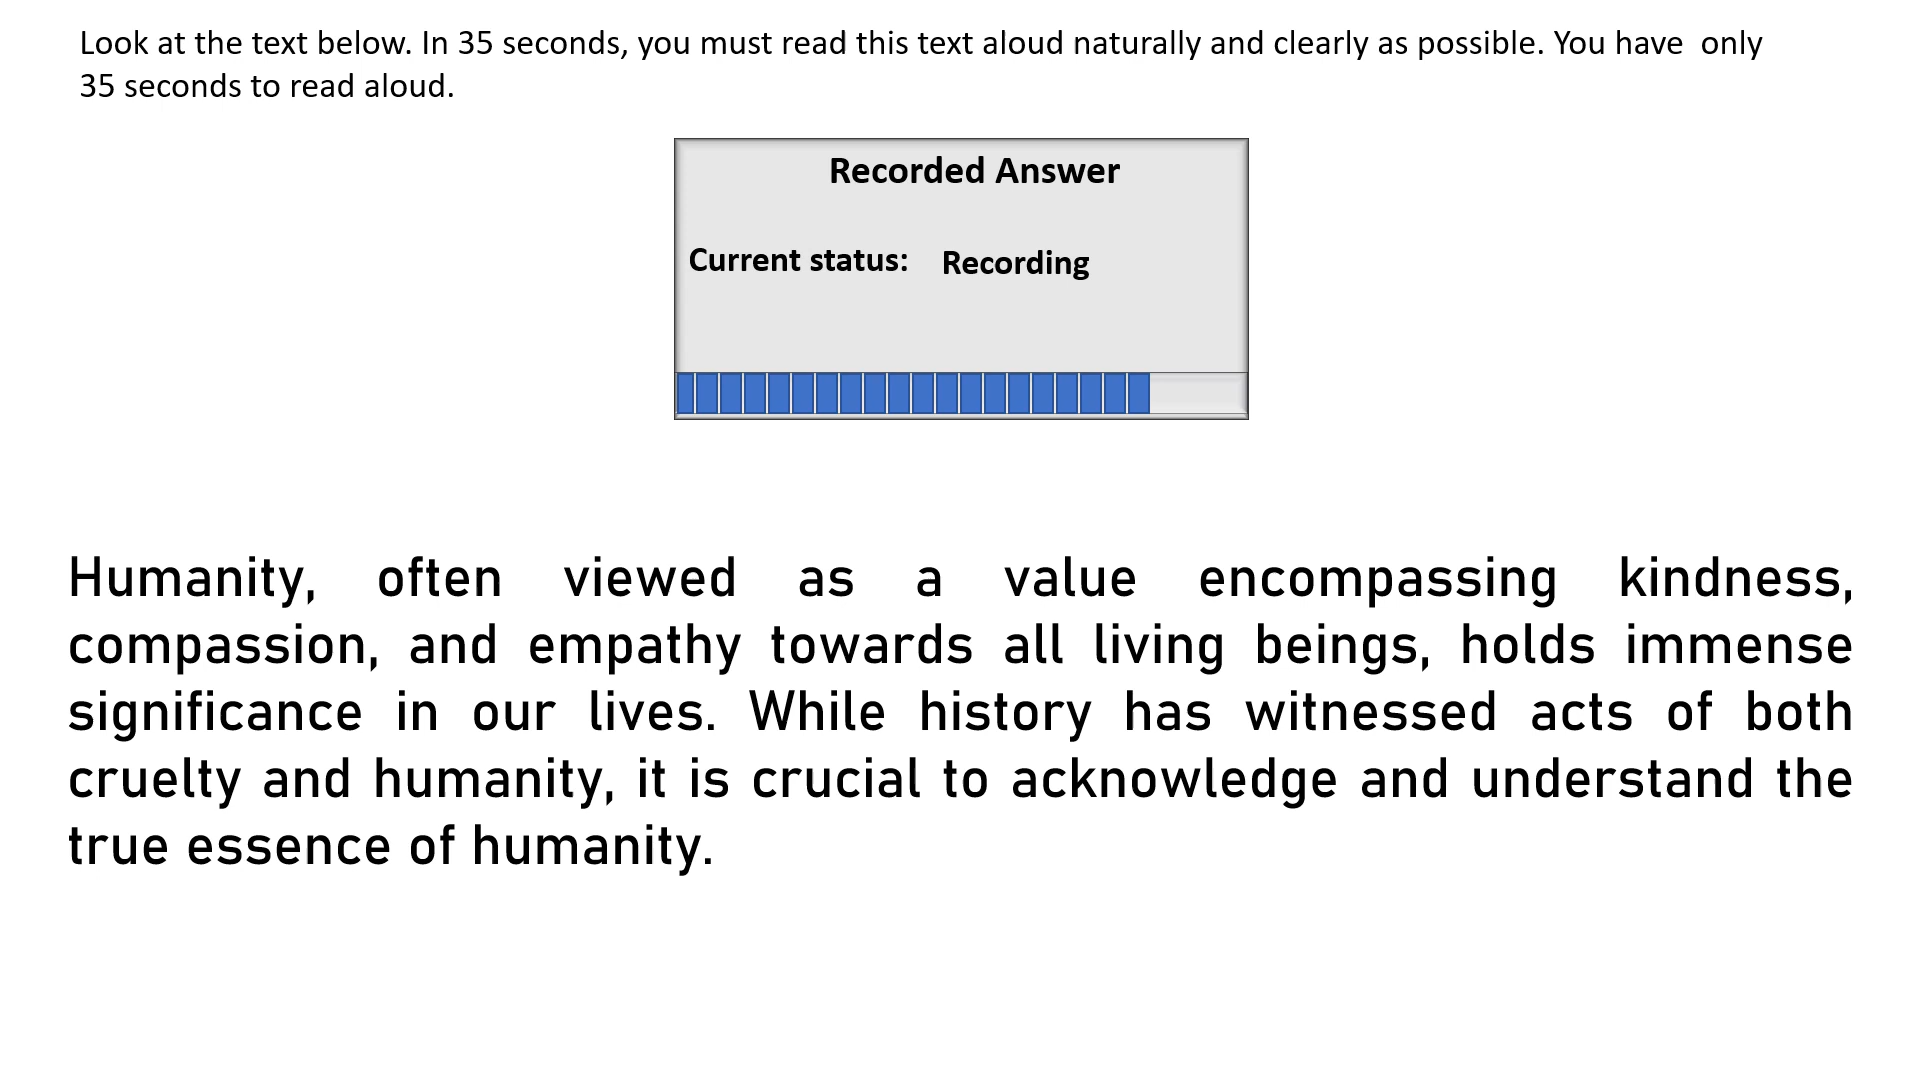 Look at the text below. In 35 seconds, you must read this text aloud naturally and clearly as possible. You have  only
35 seconds to read aloud.
Recorded Answer
Current status: Recording
Humanity, often viewed as a value encompassing kindness,
compassion, and empathy towards all living beings, holds immense
significance in our lives. While history has witnessed acts of both
cruelty and humanity, it is crucial to acknowledge and understand the
true essence of humanity.